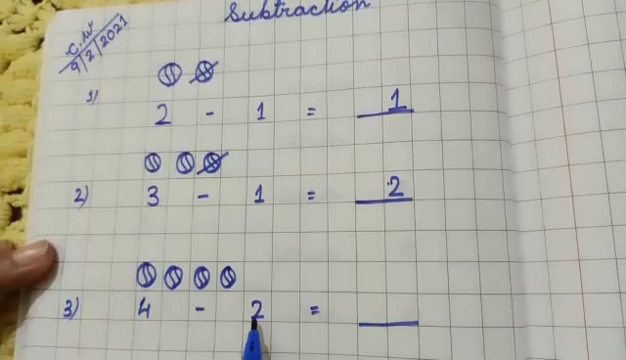 Subtraction
C.W
9/2/2021
1)
2 - 1 = 1
2)
3 - 1 = 2
3)
4 - 2 =